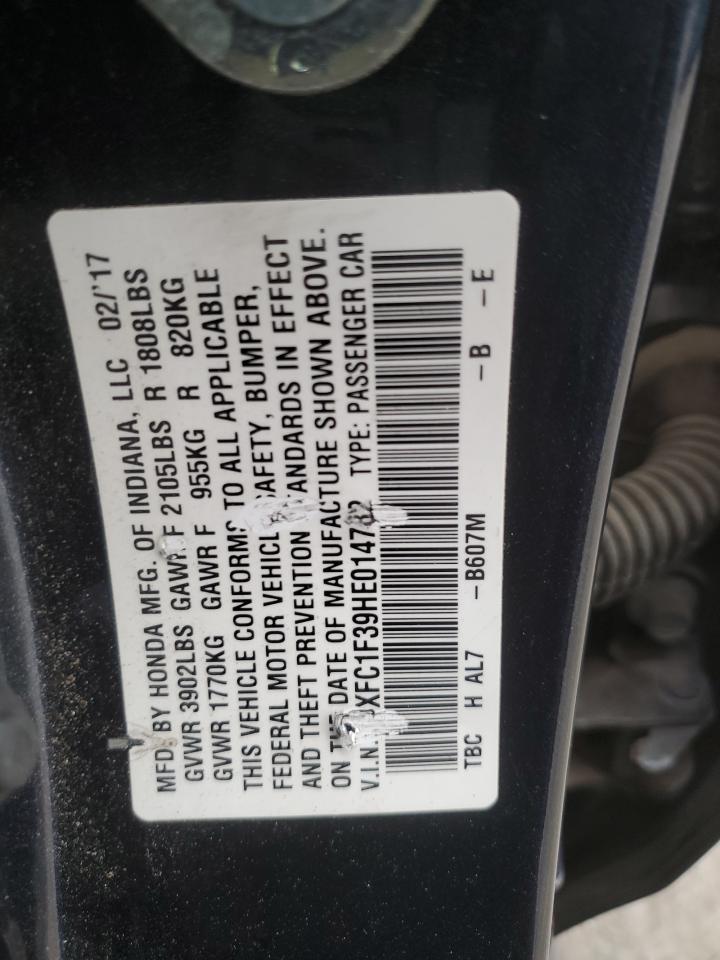 MFD. BY HONDA MFG. OF INDIANA, LLC 02/'17
GVWR 3902LBS GAWR F 2105LBS R 1808LBS
GVWR 1770KG GAWR F 955KG R 820KG
THIS VEHICLE CONFORMS TO ALL APPLICABLE
FEDERAL MOTOR VEHICLE SAFETY, BUMPER,
AND THEFT PREVENTION STANDARDS IN EFFECT
ON THE DATE OF MANUFACTURE SHOWN ABOVE.
V.I.N. TYPE: PASSENGER CAR
TBC H AL7 -B607M -B -E